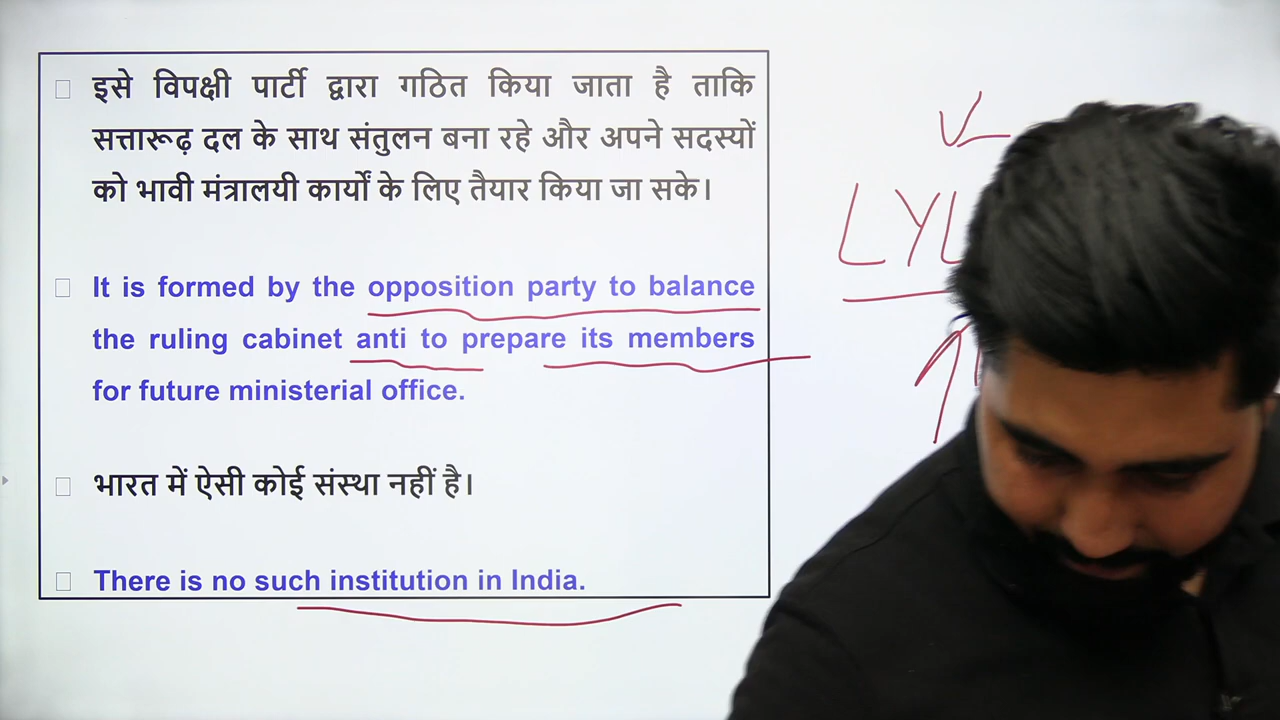 इसे विपक्षी पार्टी द्वारा गठित किया जाता है ताकि
सत्तारूढ़ दल के साथ संतुलन बना रहे और अपने सदस्यों
को भावी मंत्रालयी कार्यों के लिए तैयार किया जा सके।
It is formed by the opposition party to balance
the ruling cabinet anti to prepare its members
for future ministerial office.
भारत में ऐसी कोई संस्था नहीं है।
There is no such institution in India.